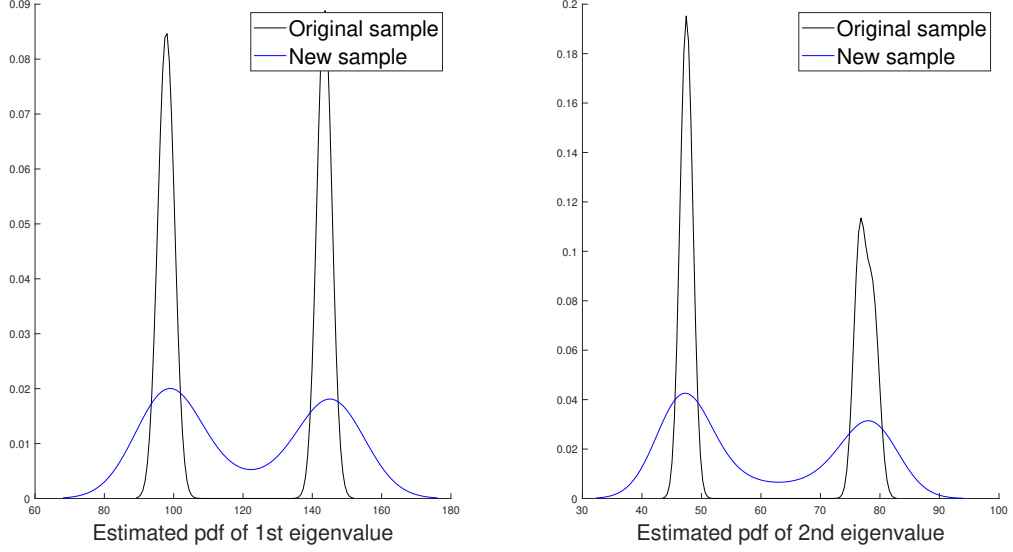 0.09
0.08
0.07
0.06
0.05
0.04
0.03
0.02
0.01
0
60 80 100 120 140 160 180
Original sample
New sample
Estimated pdf of 1st eigenvalue
0.2
0.18
0.16
0.14
0.12
0.1
0.08
0.06
0.04
0.02
0
30 40 50 60 70 80 90 100
Original sample
New sample
Estimated pdf of 2nd eigenvalue